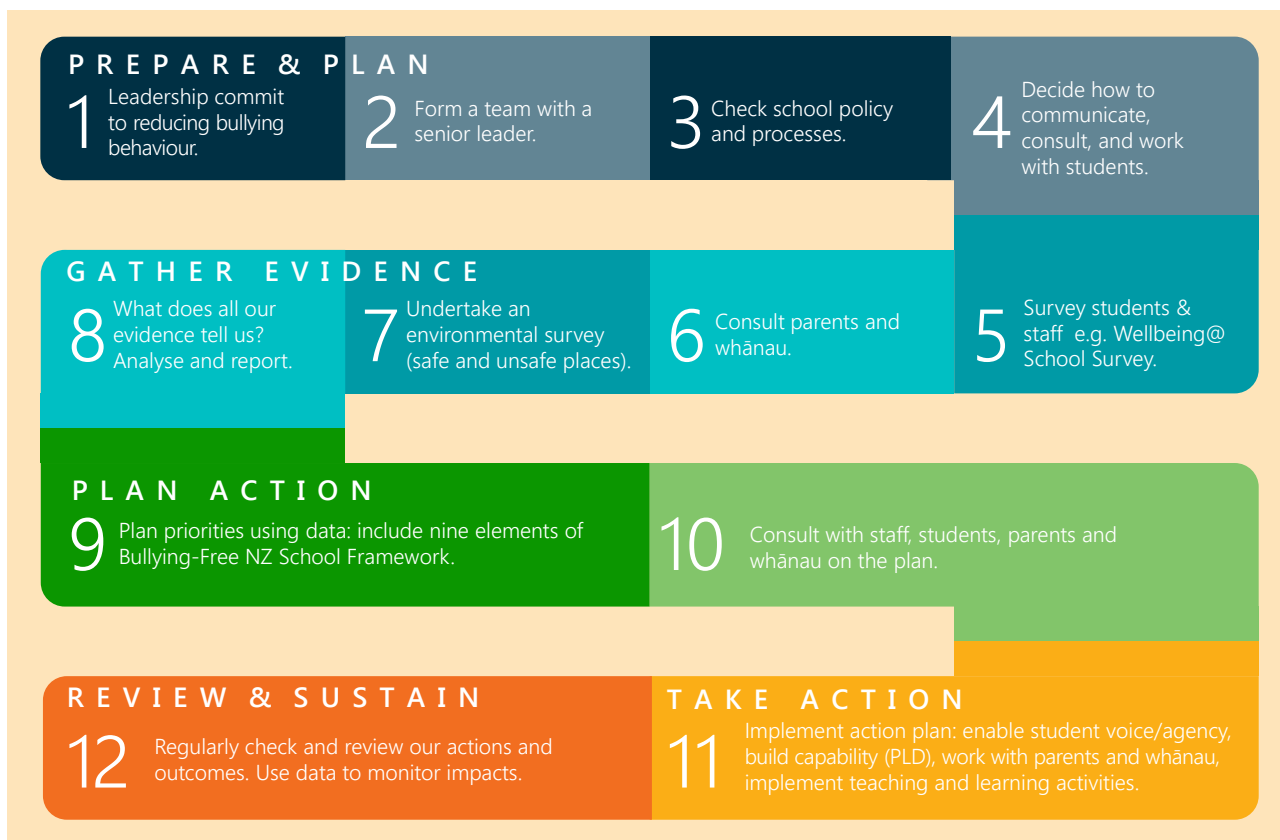 PREPARE & PLAN
1
Leadership commit
to reducing bullying
behaviour.
2
Form a team with a
senior leader.
3
Check school policy
and processes.
4
Decide how to
communicate,
consult, and work
with students.
GATHER EVIDENCE
8
What does all our
evidence tell us?
Analyse and report.
7
Undertake an
environmental survey
(safe and unsafe places).
6
Consult parents and
whānau.
5
Survey students &
staff e.g. Wellbeing@
School Survey.
PLAN ACTION
9
Plan priorities using data: include nine elements of
Bullying-Free NZ School Framework.
10
Consult with staff, students, parents and
whānau on the plan.
REVIEW & SUSTAIN
12
Regularly check and review our actions and
outcomes. Use data to monitor impacts.
TAKE ACTION
11
Implement action plan: enable student voice/agency,
build capability (PLD), work with parents and whānau,
implement teaching and learning activities.